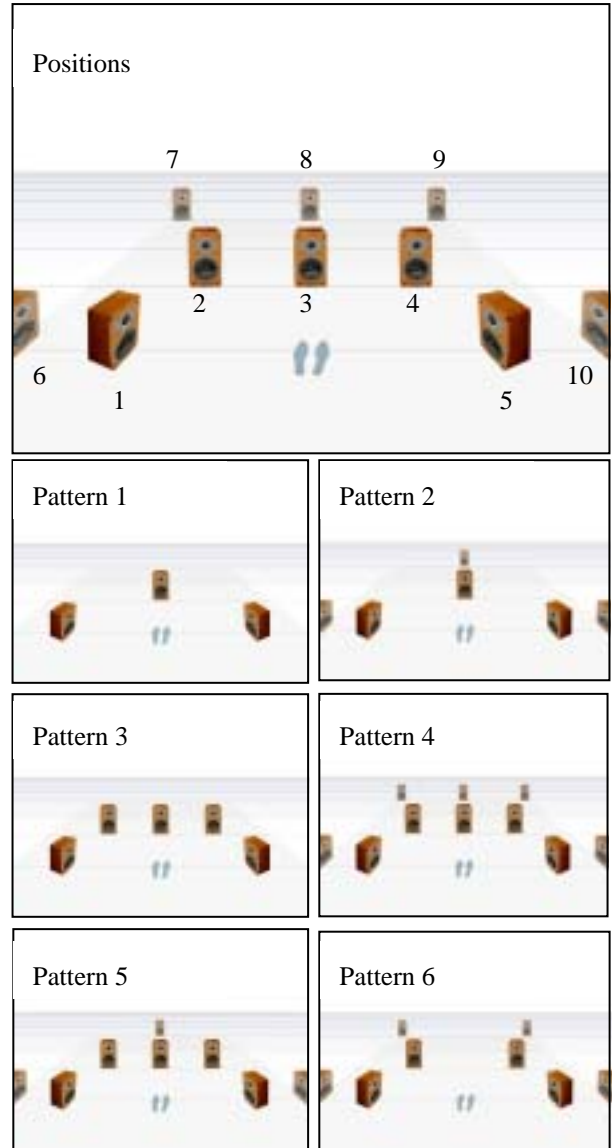 Positions
7 8 9
2 3 4
6 10
1 5
Pattern 1
Pattern 2
Pattern 3
Pattern 4
Pattern 5
Pattern 6